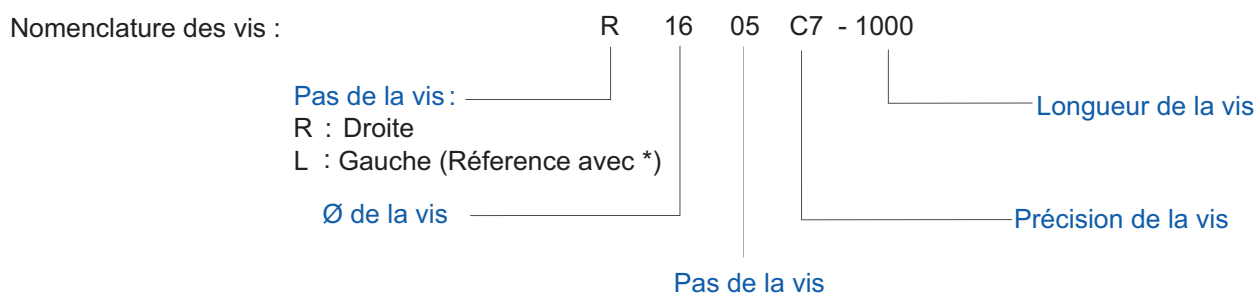 Nomenclature des vis : R 16 05 C7 - 1000
Pas de la vis :
Longueur de la vis
R : Droite
L : Gauche (Réference avec *)
Ø de la vis
Précision de la vis
Pas de la vis